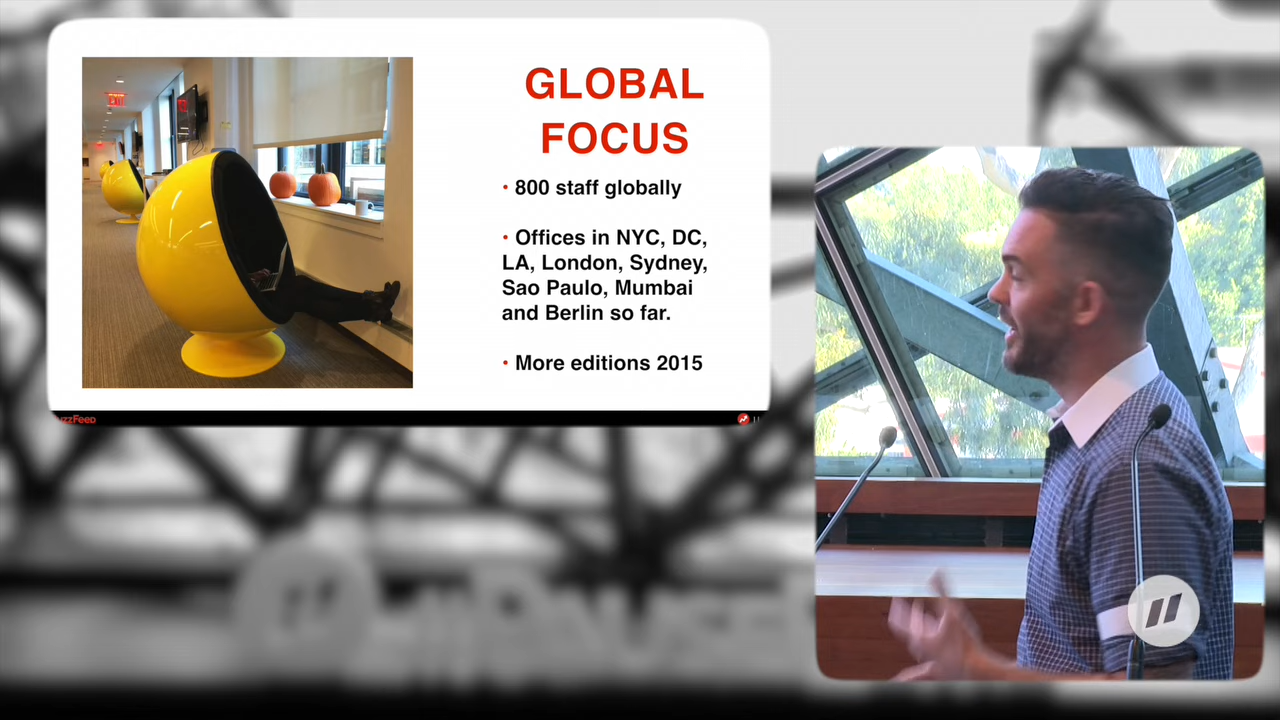 GLOBAL
FOCUS
• 800 staff globally
• Offices in NYC, DC,
LA, London, Sydney,
Sao Paulo, Mumbai
and Berlin so far.
• More editions 2015
EXIT